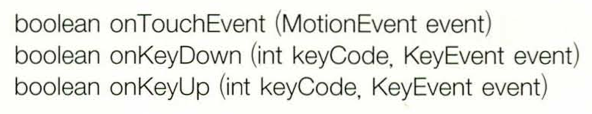 boolean onTouchEvent (MotionEvent event)
boolean onKeyDown (int keyCode, KeyEvent event)
boolean onKeyUp (int keyCode, KeyEvent event)